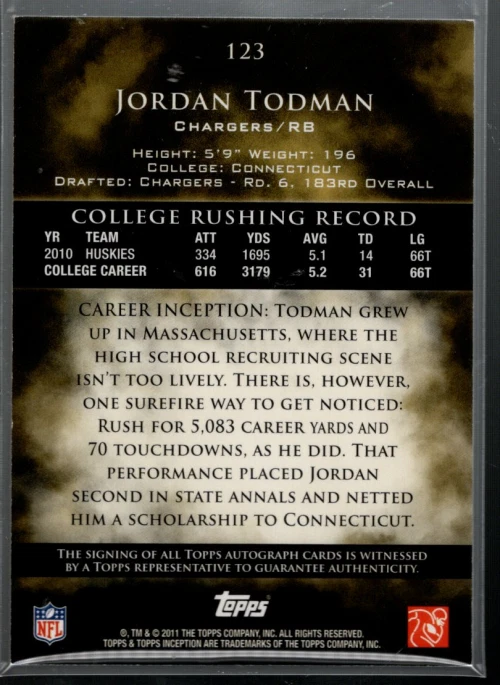 123
JORDAN TODMAN
CHARGERS/RB
HEIGHT: 5'9" WEIGHT: 196
COLLEGE: CONNECTICUT
DRAFTED: CHARGERS - RD. 6, 183RD OVERALL
COLLEGE RUSHING RECORD
YR TEAM ATT YDS AVG TD LG
2010 HUSKIES 334 1695 5.1 14 66T
COLLEGE CAREER 616 3179 5.2 31 66T
CAREER INCEPTION: TODMAN GREW
UP IN MASSACHUSETTS, WHERE THE
HIGH SCHOOL RECRUITING SCENE
ISN'T TOO LIVELY. THERE IS, HOWEVER,
ONE SUREFIRE WAY TO GET NOTICED:
RUSH FOR 5,083 CAREER YARDS AND
70 TOUCHDOWNS, AS HE DID. THAT
PERFORMANCE PLACED JORDAN
SECOND IN STATE ANNALS AND NETTED
HIM A SCHOLARSHIP TO CONNECTICUT.
THE SIGNING OF ALL TOPPS AUTOGRAPH CARDS IS WITNESSED
BY A TOPPS REPRESENTATIVE TO GUARANTEE AUTHENTICITY.
NFL
Topps
®, TM & © 2011 THE TOPPS COMPANY, INC. ALL RIGHTS RESERVED.
TOPPS & TOPPS INCEPTION ARE TRADEMARKS OF THE TOPPS COMPANY, INC.